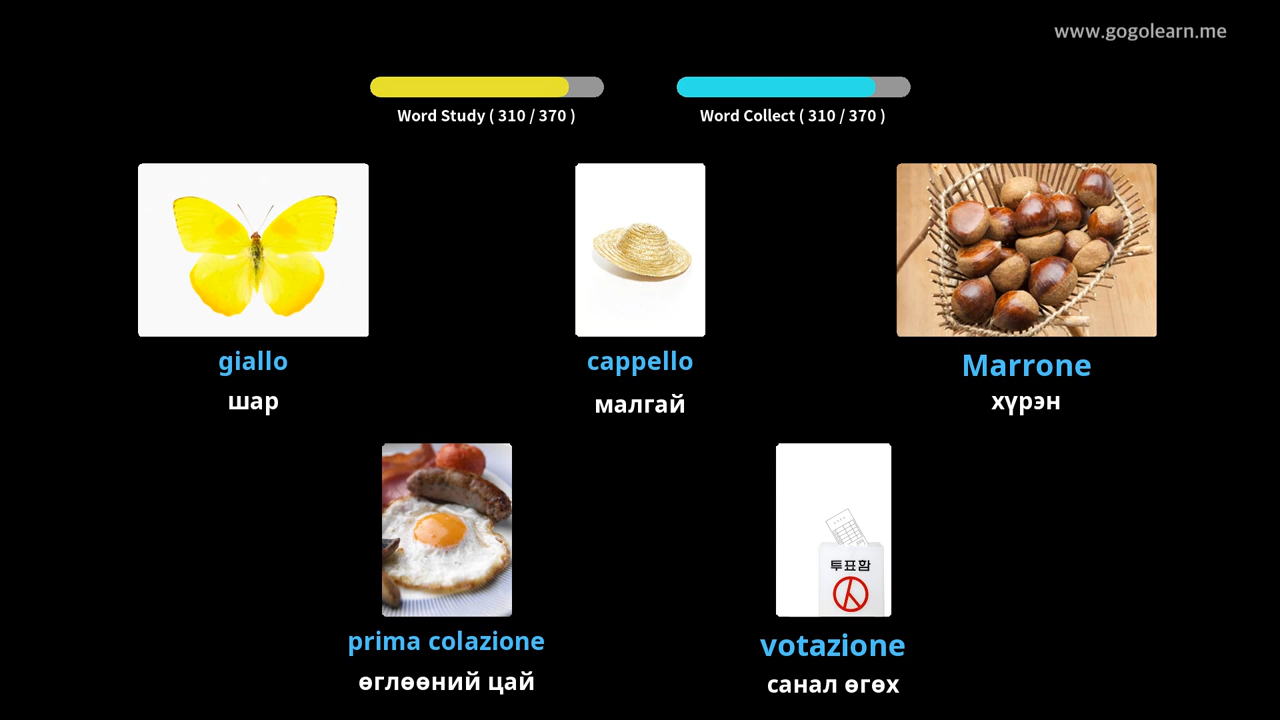 www.gogolearn.me
Word Study ( 310 / 370 )
Word Collect ( 310 / 370 )
giallo
cappello
Marrone
шар
малгай
хүрэн
투표함
prima colazione
votazione
өглөөний цай
санал өгөх